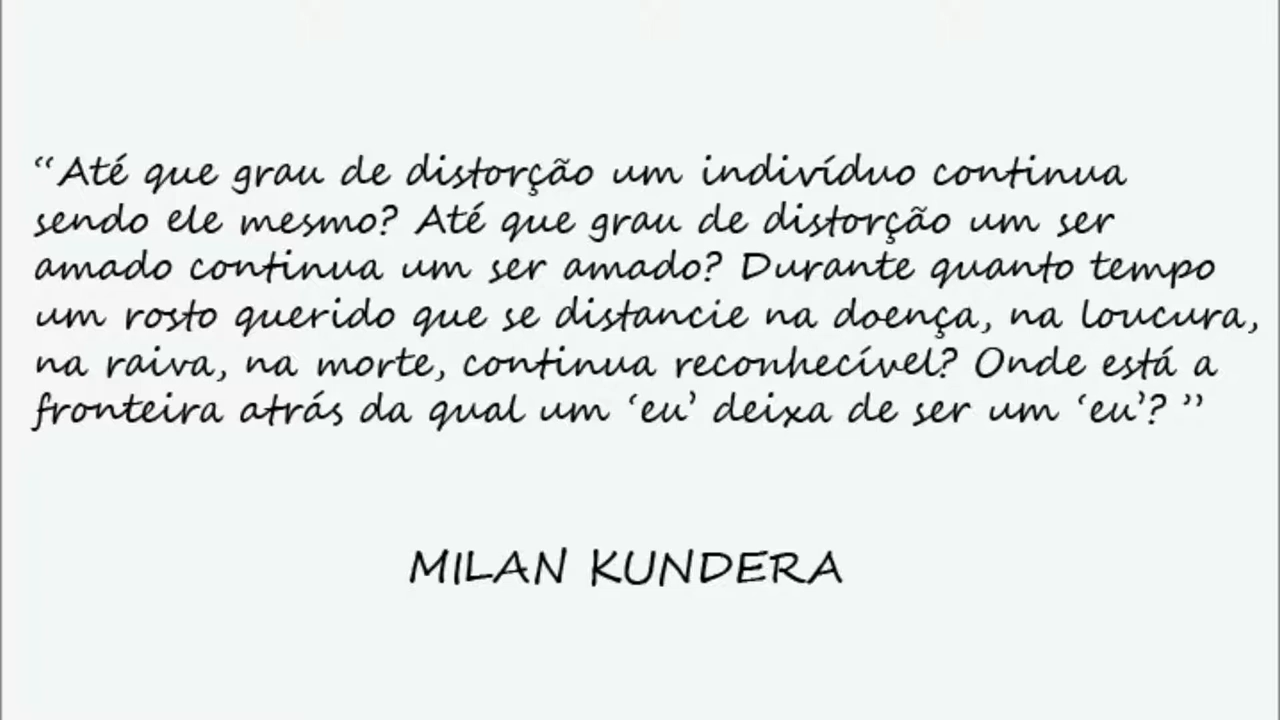 “Até que grau de distorção um indivíduo continua
sendo ele mesmo? Até que grau de distorção um ser
amado continua um ser amado? Durante quanto tempo
um rosto querido que se distancie na doença, na loucura,
na raiva, na morte, continua reconhecível? Onde está a
fronteira atrás da qual um ‘eu’ deixa de ser um ‘eu’? ”
MILAN KUNDERA